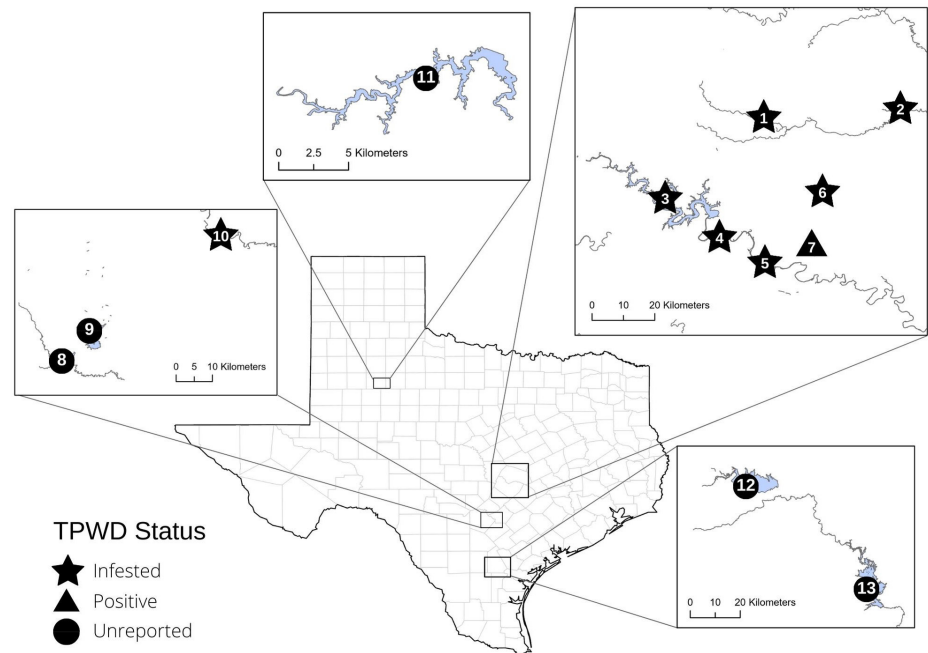 11
0 2.5 5 Kilometers
1
2
3
4
5
6
7
0 10 20 Kilometers
10
9
8
0 5 10 Kilometers
12
13
0 10 20 Kilometers
TPWD Status
Infested
Positive
Unreported